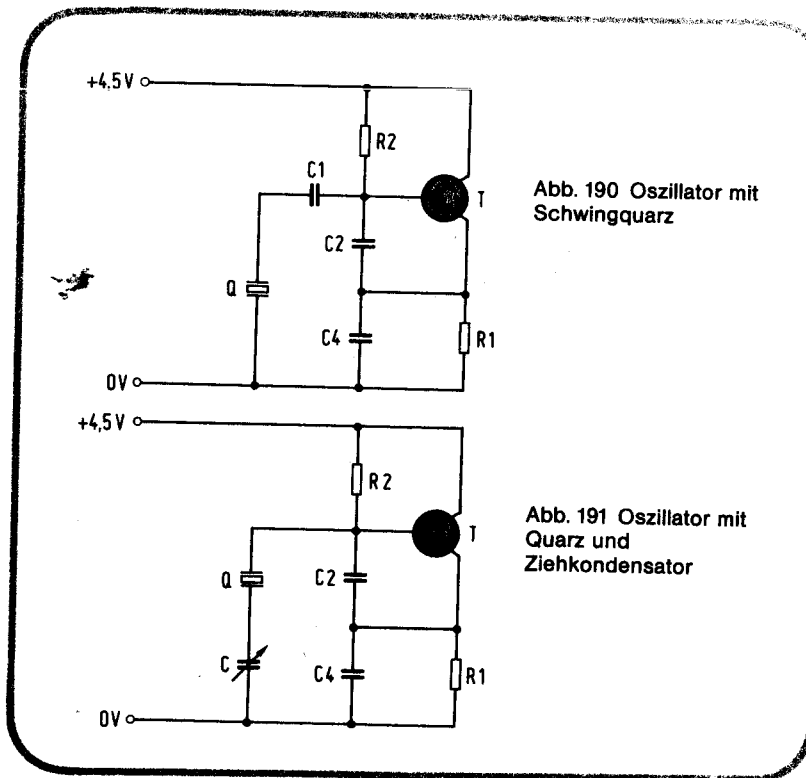 +4,5V
R2
C1
T
Abb. 190 Oszillator mit
Schwingquarz
C2
Q
C4
R1
0V
+4,5V
R2
T
Abb. 191 Oszillator mit
Quarz und
Ziehkondensator
Q
C2
C
C4
R1
0V